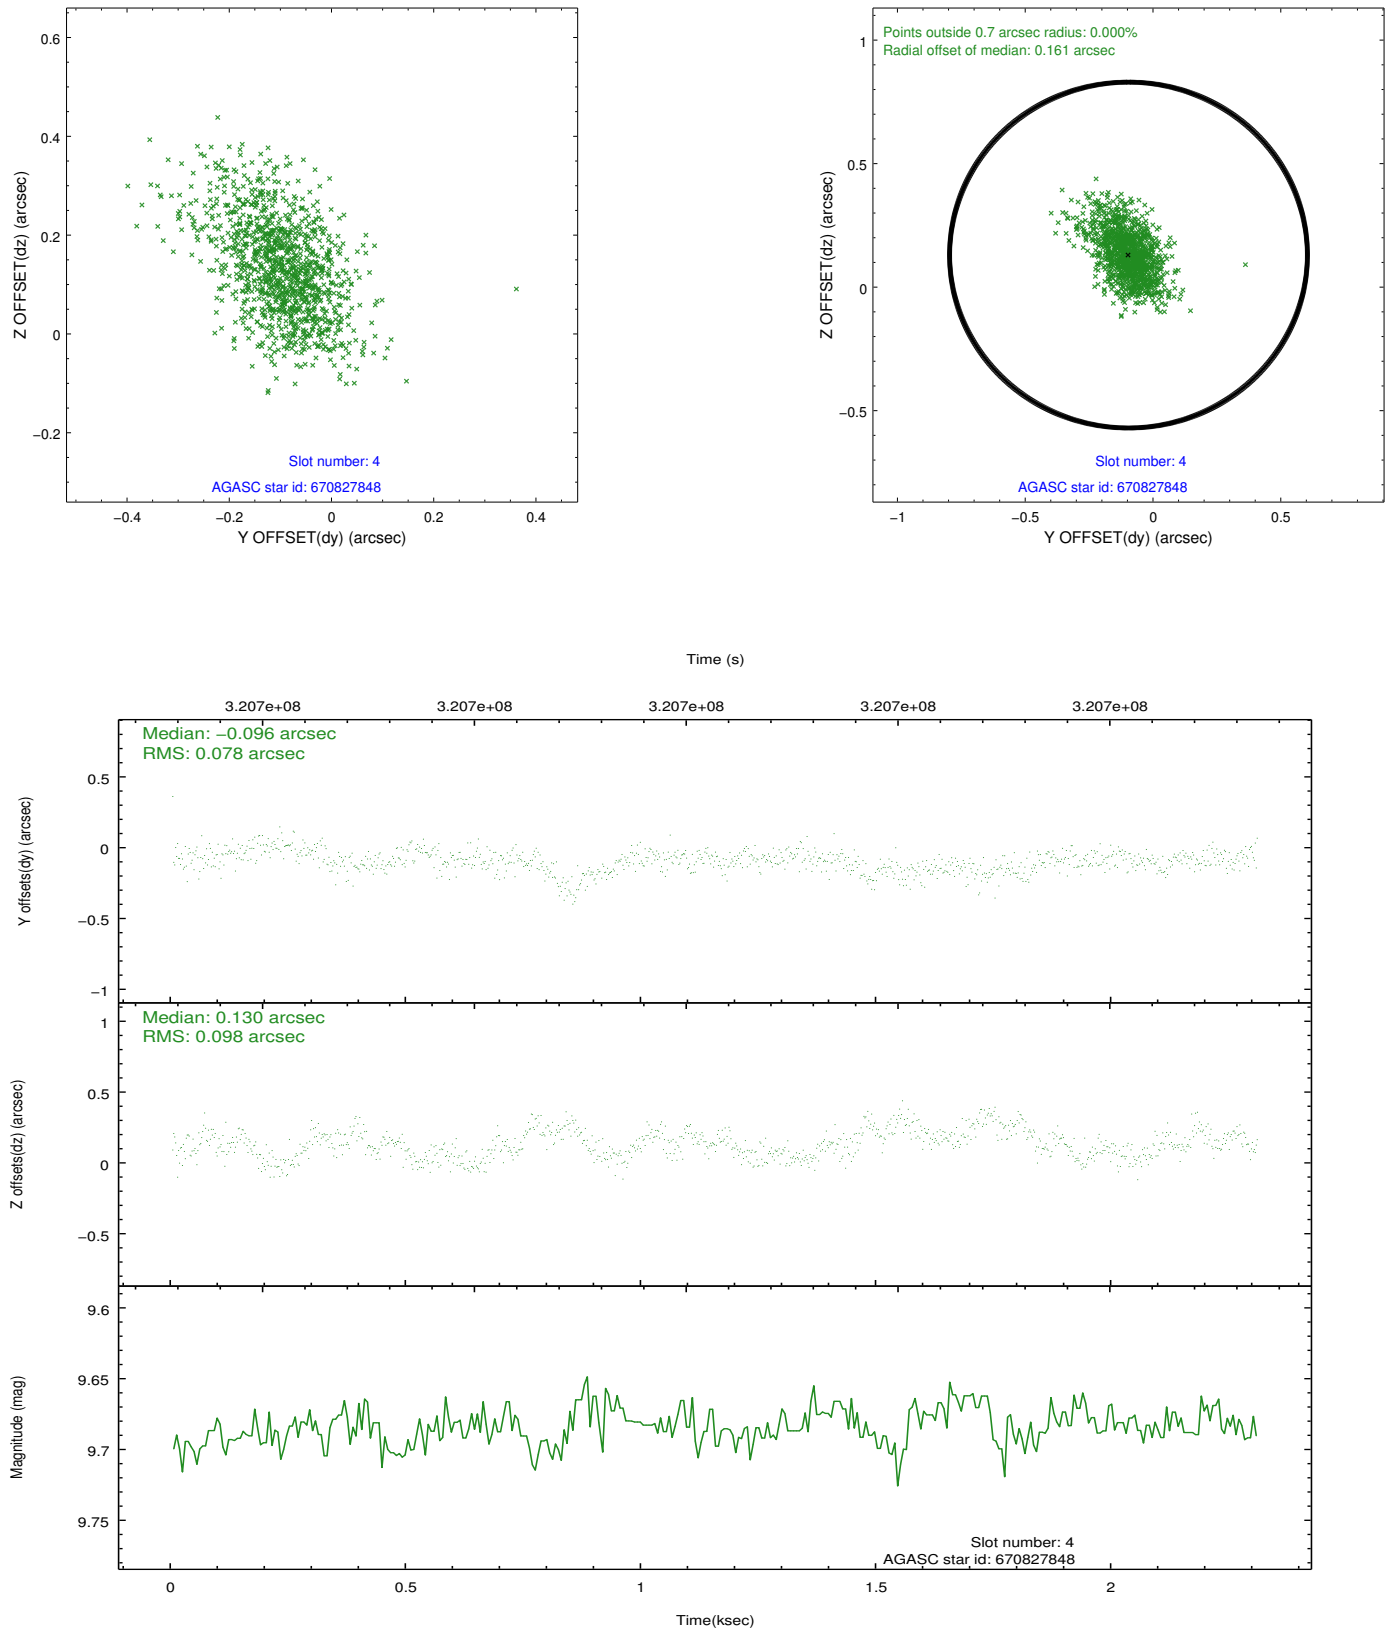 0.6
0.4
0.2
0
−0.2
Z OFFSET(dz) (arcsec)
Slot number: 4
AGASC star id: 670827848
−0.4
−0.2
0
0.2
0.4
Y OFFSET(dy) (arcsec)
Points outside 0.7 arcsec radius: 0.000%
Radial offset of median: 0.161 arcsec
1
0.5
0
−0.5
Z OFFSET(dz) (arcsec)
Slot number: 4
AGASC star id: 670827848
−1
−0.5
0
0.5
Y OFFSET(dy) (arcsec)
Time (s)
3.207e+08
3.207e+08
3.207e+08
3.207e+08
3.207e+08
Median: −0.096 arcsec
RMS: 0.078 arcsec
0.5
0
−0.5
−1
Y offsets(dy) (arcsec)
Median: 0.130 arcsec
RMS: 0.098 arcsec
1
0.5
0
−0.5
Z offsets(dz) (arcsec)
9.6
9.65
9.7
9.75
Magnitude (mag)
Slot number: 4
AGASC star id: 670827848
0
0.5
1
1.5
2
Time(ksec)